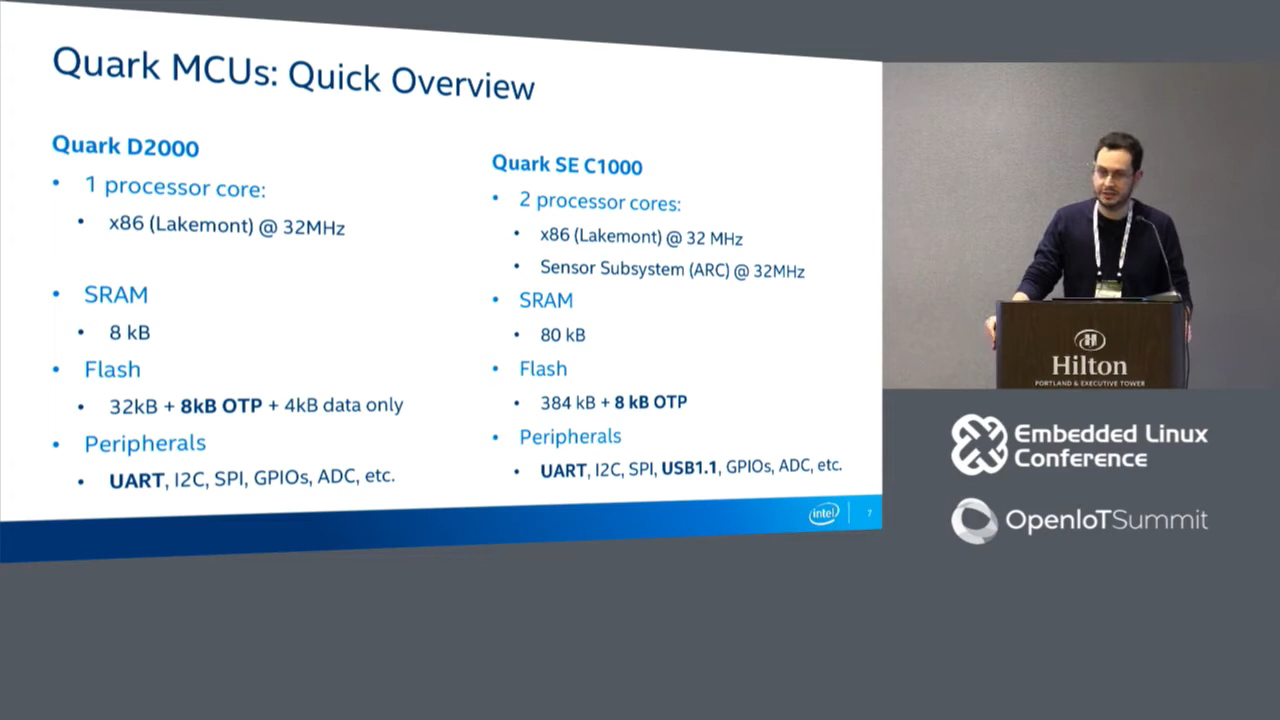 Quark MCUs: Quick Overview
Quark D2000
• 1 processor core:
• x86 (Lakemont) @ 32MHz
• SRAM
• 8 kB
• Flash
• 32kB + 8kB OTP + 4kB data only
• Peripherals
• UART, I2C, SPI, GPIOs, ADC, etc.
Quark SE C1000
• 2 processor cores:
• x86 (Lakemont) @ 32 MHz
• Sensor Subsystem (ARC) @ 32MHz
• SRAM
• 80 kB
• Flash
• 384 kB + 8 kB OTP
• Peripherals
• UART, I2C, SPI, USB1.1, GPIOs, ADC, etc.
intel
7
H
Hilton
PORTLAND & EXECUTIVE TOWER
Embedded Linux
Conference
OpenIoTSummit